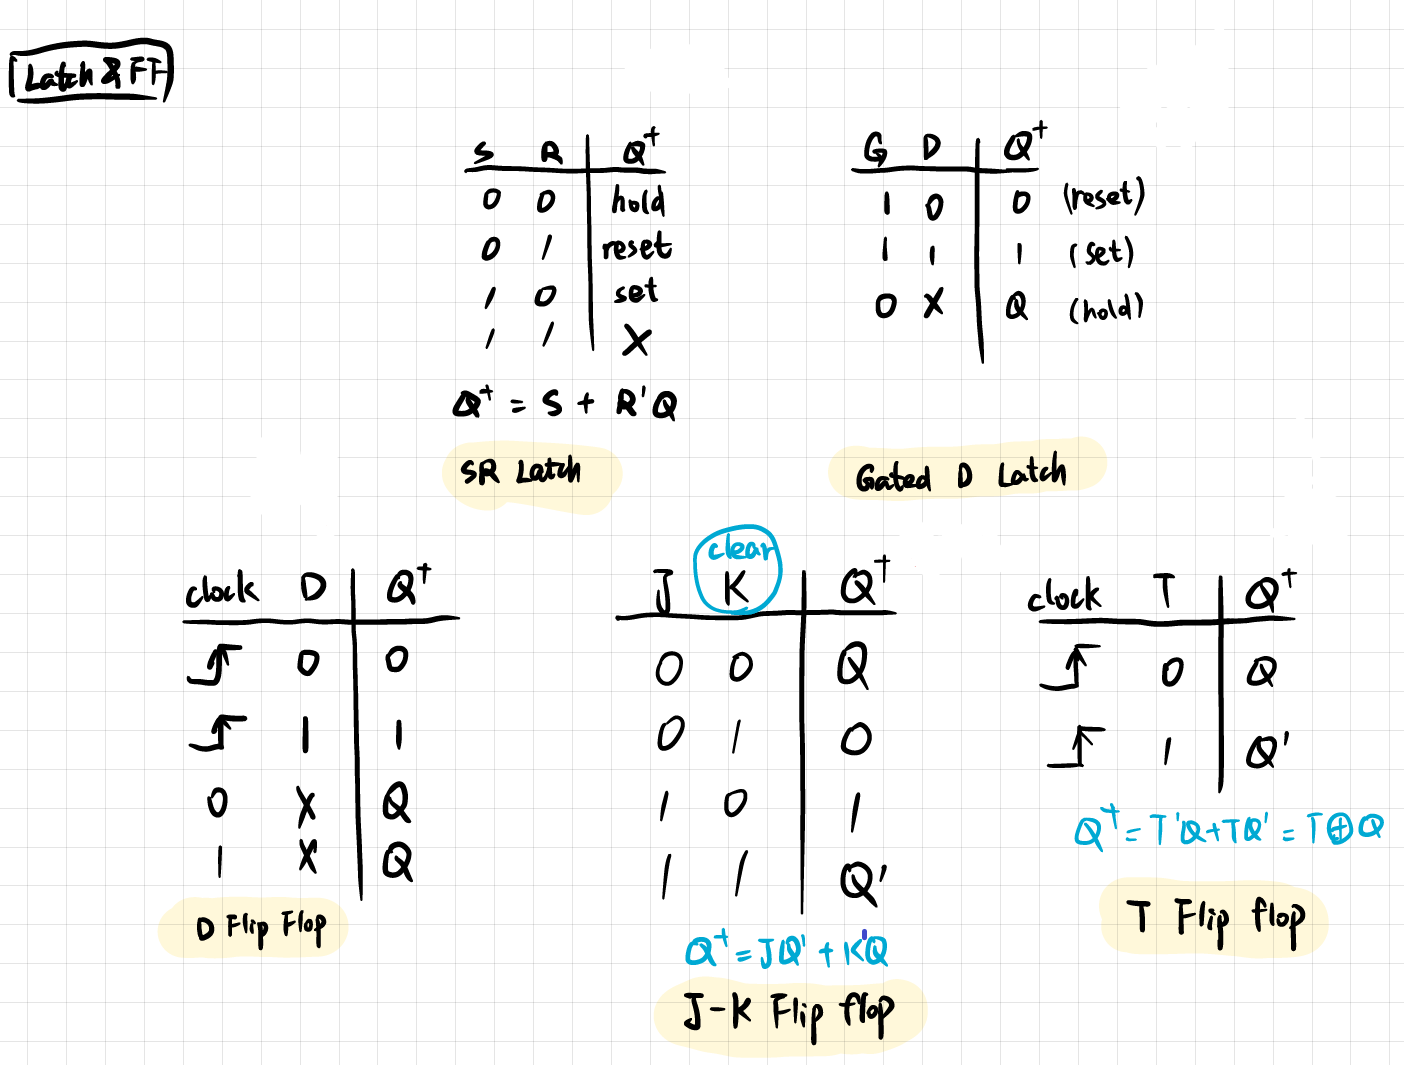 Latch & FF
S R Q⁺
0 0 hold
0 1 reset
1 0 set
1 1 X
Q⁺ = S + R'Q
SR Latch
G D Q⁺
1 0 0 (reset)
1 1 1 (set)
0 X Q (hold)
Gated D Latch
clock D Q⁺
0 0
1 1
0 X Q
1 X Q
D Flip Flop
clear
J K Q⁺
0 0 Q
0 1 0
1 0 1
1 1 Q'
Q⁺ = JQ' + K'Q
J-K Flip flop
clock T Q⁺
0 Q
1 Q'
Q⁺ = T'Q + TQ' = T⊕Q
T Flip flop